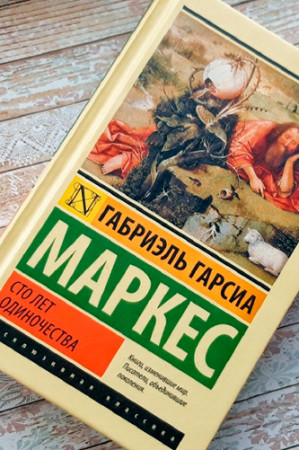 ГАБРИЭЛЬ ГАРСИА
МАРКЕС
СТО ЛЕТ
ОДИНОЧЕСТВА
Книги, изменившие мир.
Писатели, объединившие
поколения.
эксклюзивная классика